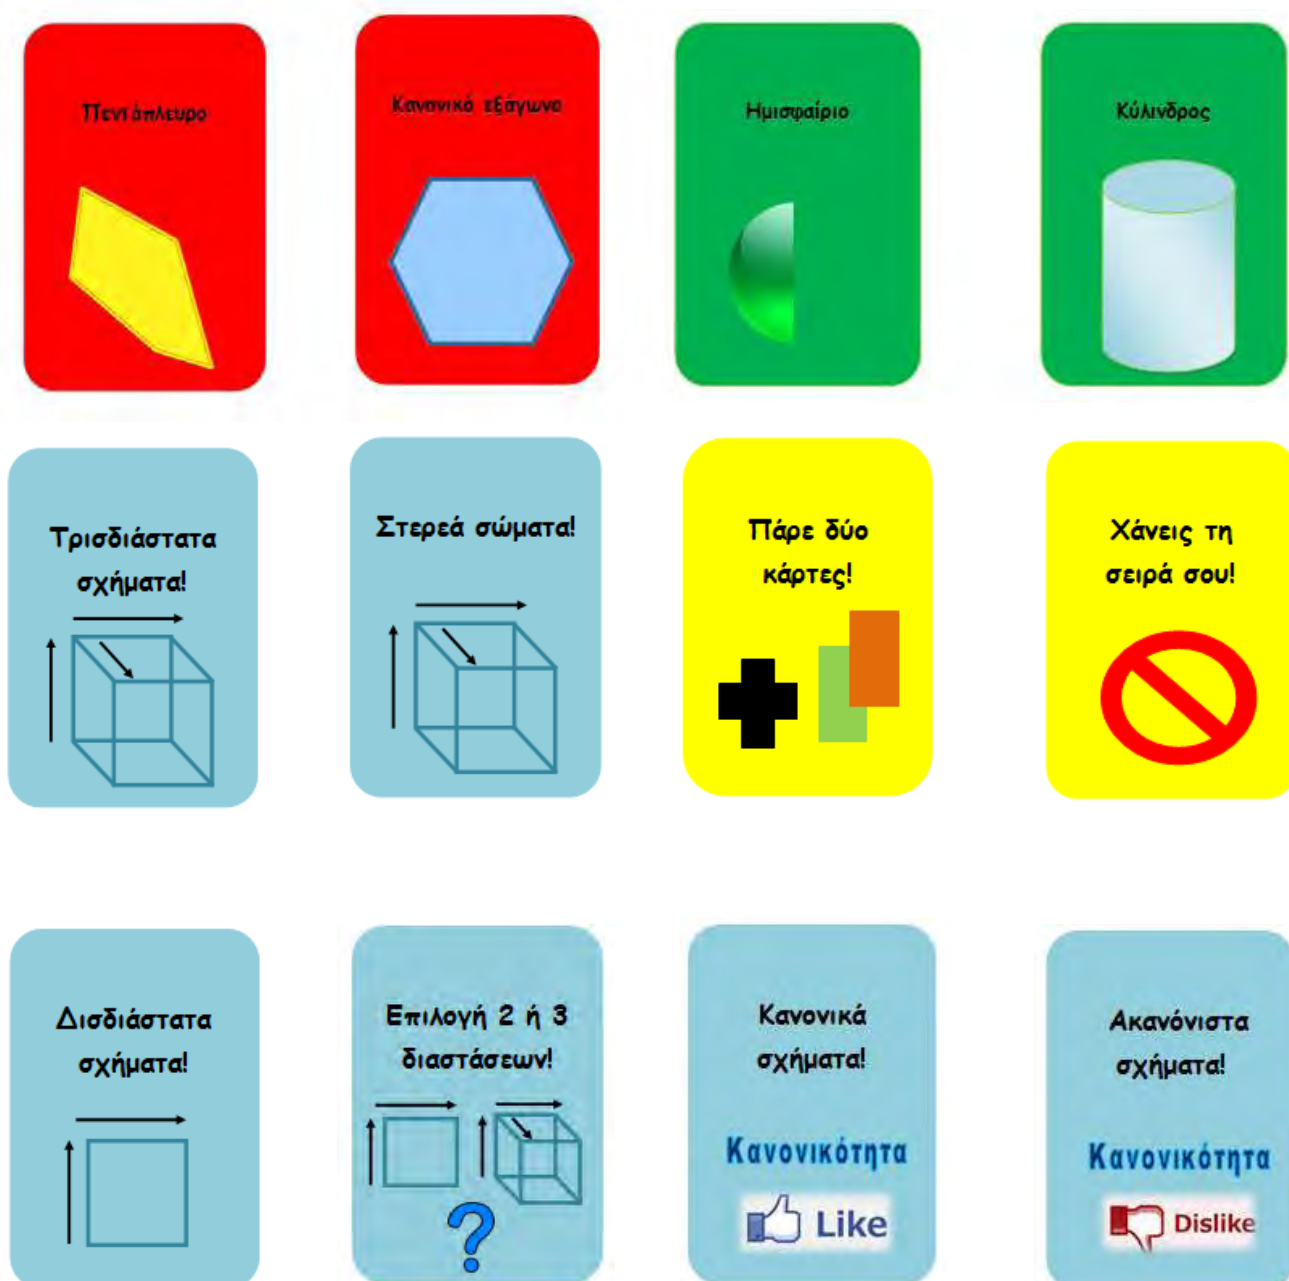 Πεντάπλευρο
Κανονικό εξάγωνο
Ημισφαίριο
Κύλινδρος
Τρισδιάστατα
σχήματα!
Στερεά σώματα!
Πάρε δύο
κάρτες!
Χάνεις τη
σειρά σου!
Δισδιάστατα
σχήματα!
Επιλογή 2 ή 3
διαστάσεων!
?
Κανονικά
σχήματα!
Κανονικότητα
Like
Ακανόνιστα
σχήματα!
Κανονικότητα
Dislike